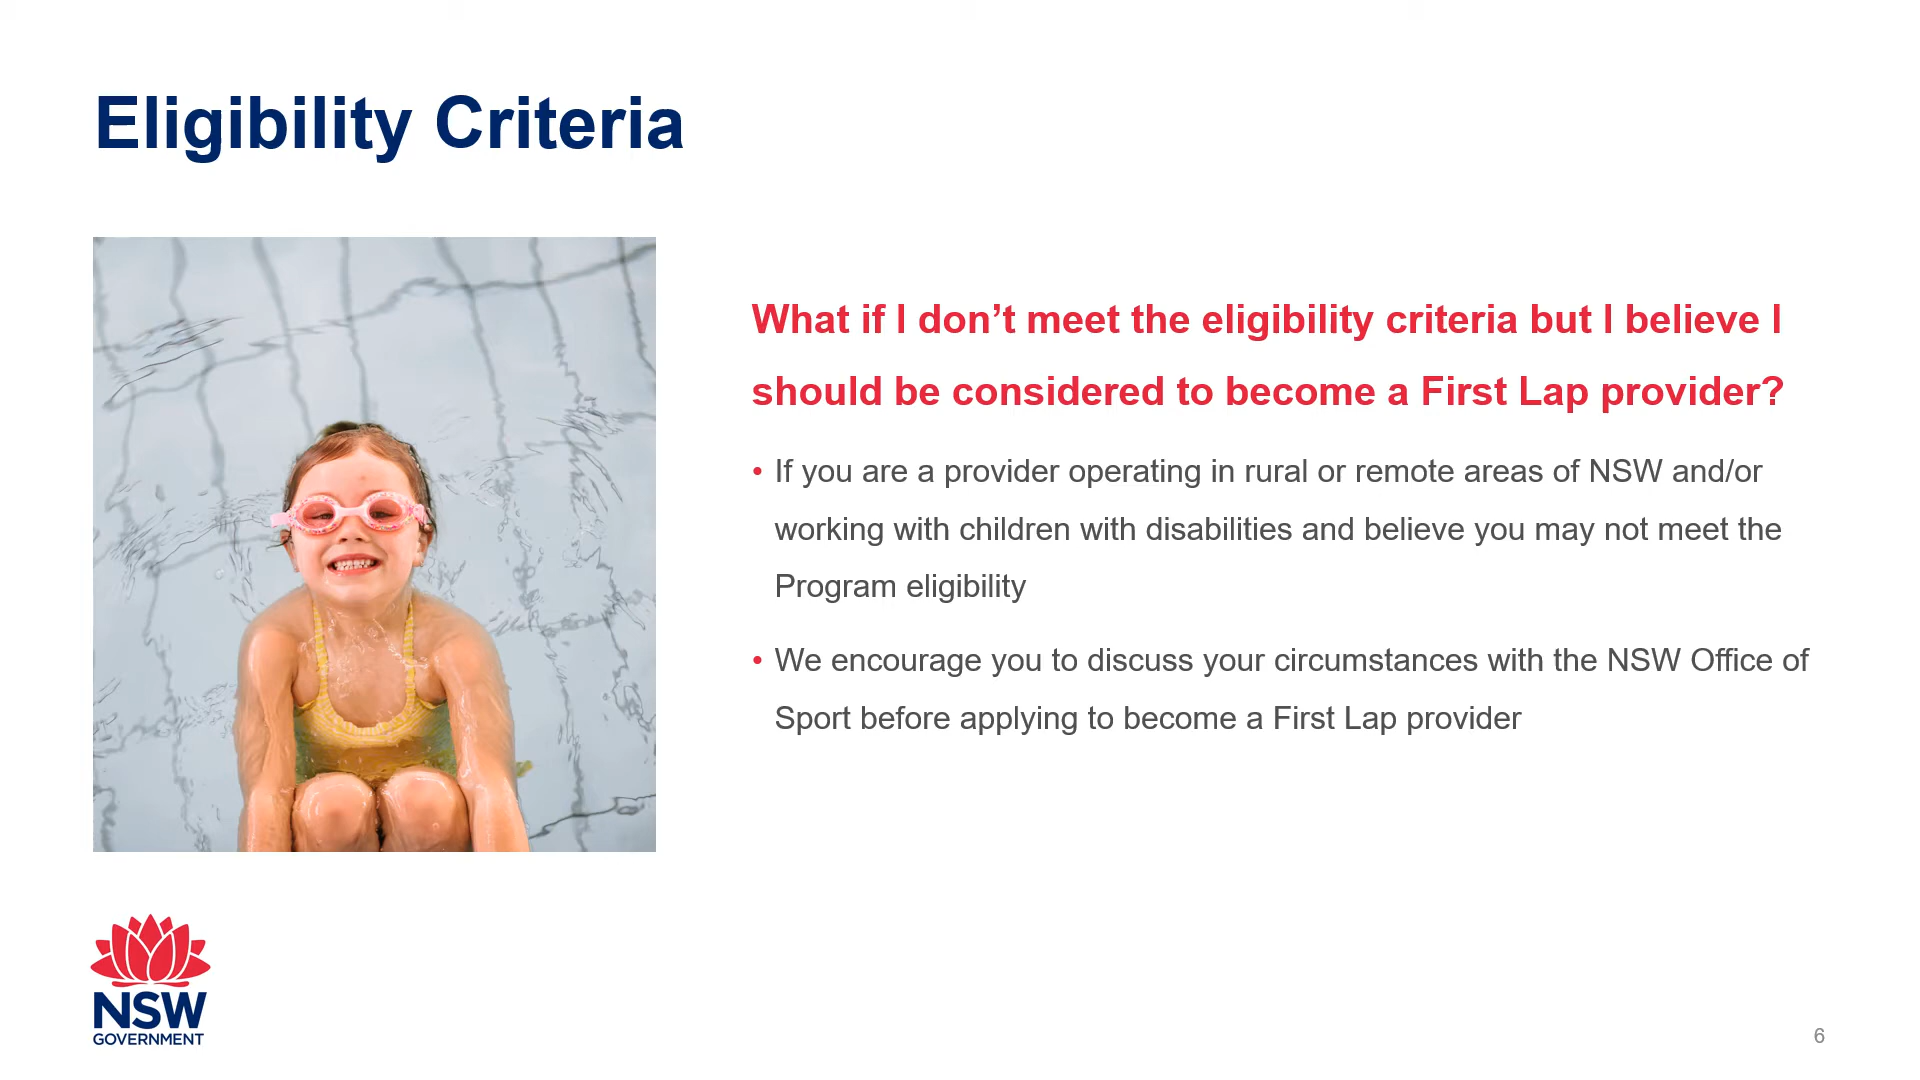 Eligibility Criteria
What if I don’t meet the eligibility criteria but I believe I
should be considered to become a First Lap provider?
• If you are a provider operating in rural or remote areas of NSW and/or
working with children with disabilities and believe you may not meet the
Program eligibility
• We encourage you to discuss your circumstances with the NSW Office of
Sport before applying to become a First Lap provider
NSW
GOVERNMENT
6